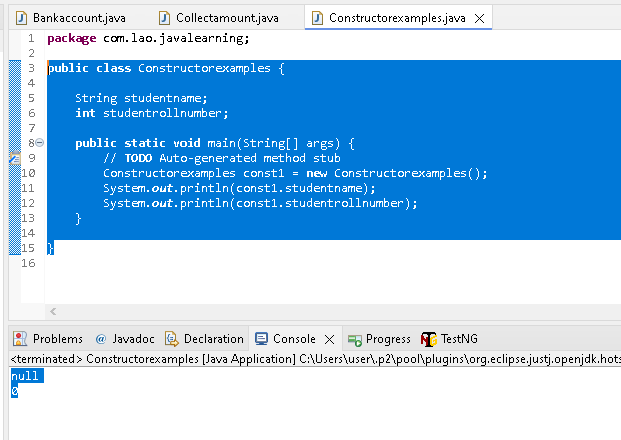 Bankaccount.java Collectamount.java Constructorexamples.java
1 package com.lao.javalearning;
2
3 public class Constructorexamples {
4
5 String studentname;
6 int studentrollnumber;
7
8 public static void main(String[] args) {
9 // TODO Auto-generated method stub
10 Constructorexamples const1 = new Constructorexamples();
11 System.out.println(const1.studentname);
12 System.out.println(const1.studentrollnumber);
13 }
14
15 }
16
Problems @ Javadoc Declaration Console Progress TestNG
<terminated> Constructorexamples [Java Application] C:\Users\user\.p2\pool\plugins\org.eclipse.justj.openjdk.hots
null
0